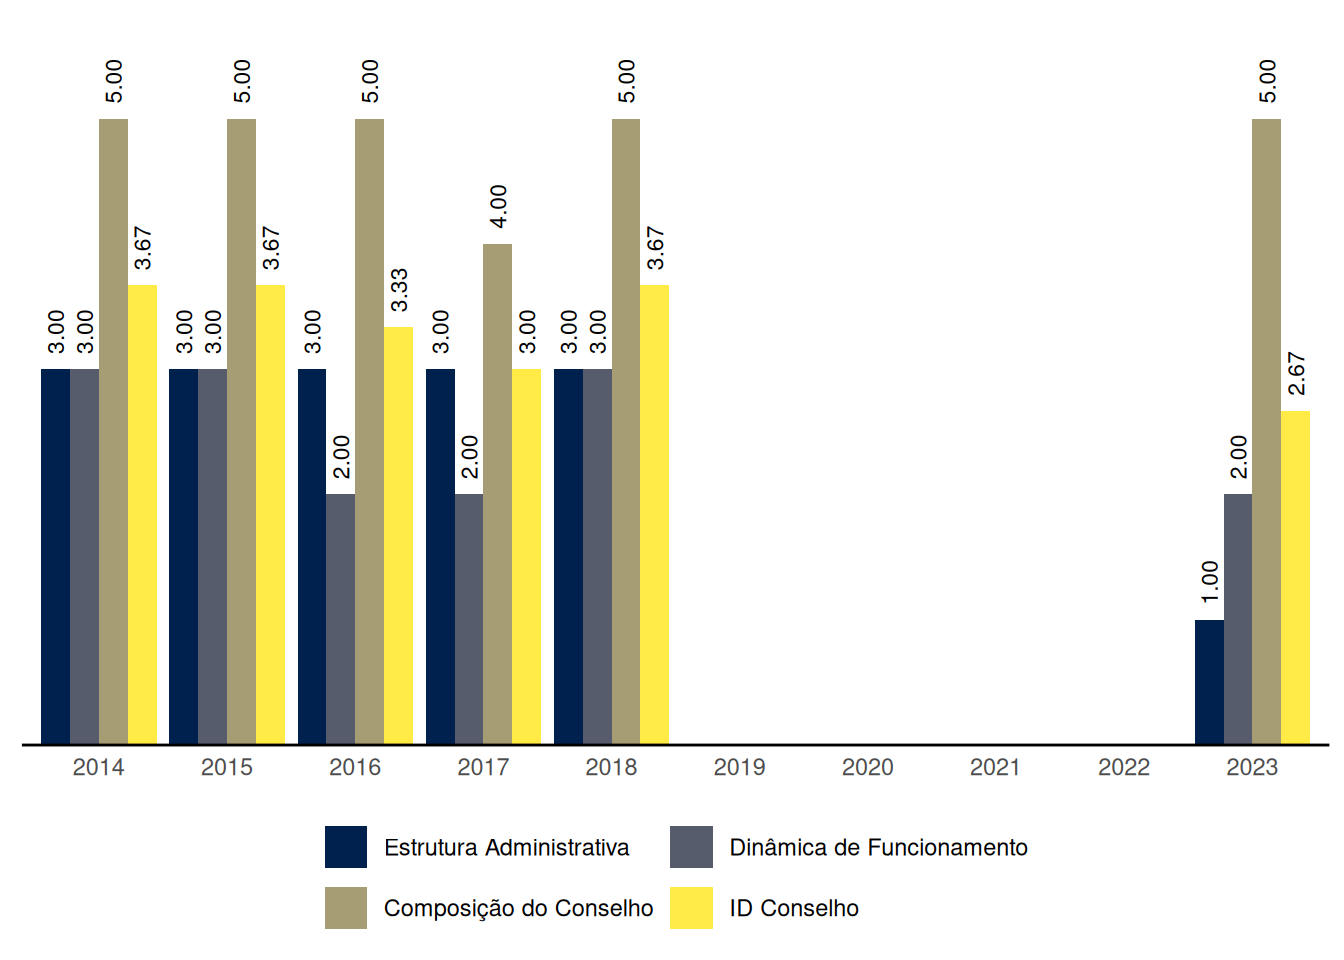 3.00 3.00 5.00 3.67 3.00 3.00 5.00 3.67 3.00 2.00 5.00 3.33 3.00 2.00 4.00 3.00 3.00 3.00 5.00 3.67 1.00 2.00 5.00 2.67
2014 2015 2016 2017 2018 2019 2020 2021 2022 2023
Estrutura Administrativa Dinâmica de Funcionamento
Composição do Conselho ID Conselho